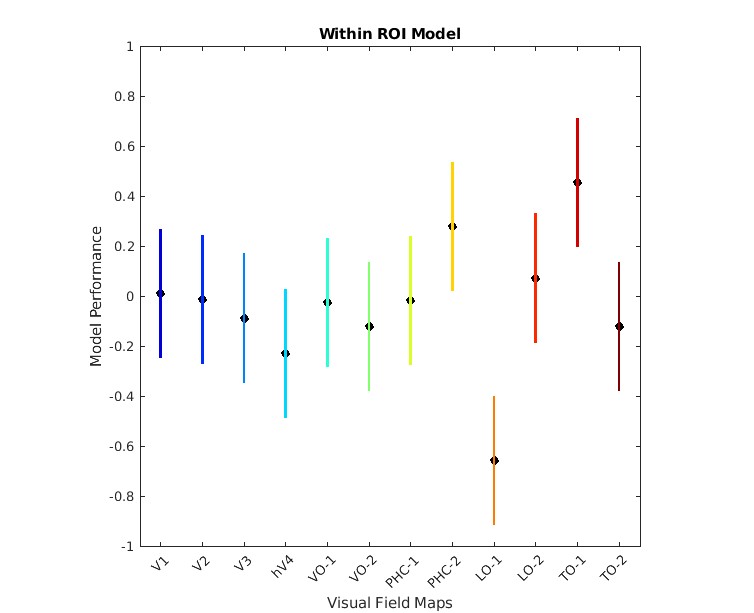 Within ROI Model
1
0.8
0.6
0.4
0.2
0
-0.2
-0.4
-0.6
-0.8
-1
Model Performance
V1 V2 V3 hV4 VO-1 VO-2 PHC-1 PHC-2 LO-1 LO-2 TO-1 TO-2
Visual Field Maps